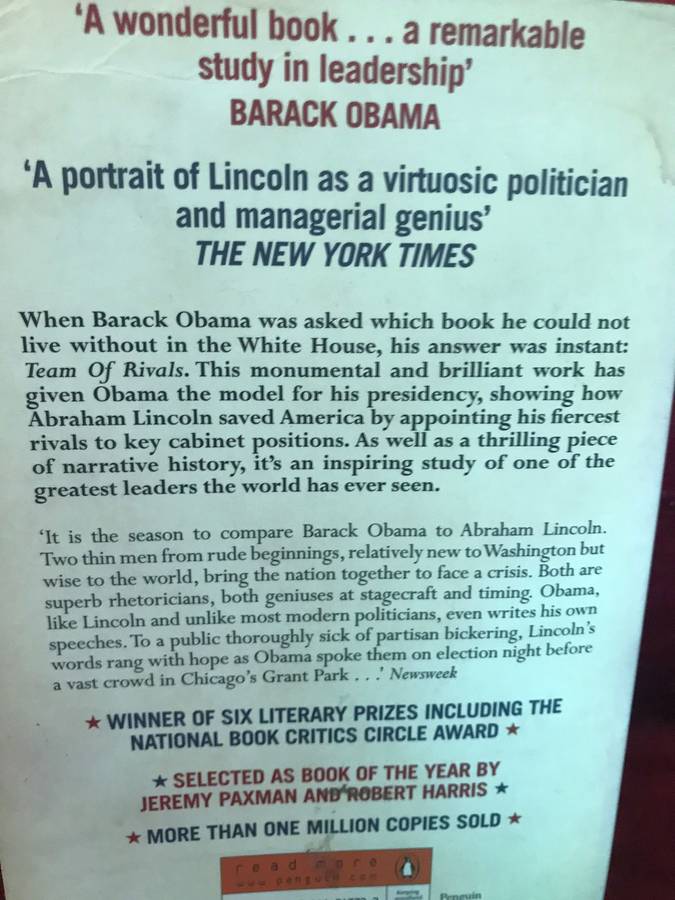 ‘A wonderful book . . . a remarkable
study in leadership’
BARACK OBAMA
‘A portrait of Lincoln as a virtuosic politician
and managerial genius’
THE NEW YORK TIMES
When Barack Obama was asked which book he could not
live without in the White House, his answer was instant:
Team Of Rivals. This monumental and brilliant work has
given Obama the model for his presidency, showing how
Abraham Lincoln saved America by appointing his fiercest
rivals to key cabinet positions. As well as a thrilling piece
of narrative history, it’s an inspiring study of one of the
greatest leaders the world has ever seen.
‘It is the season to compare Barack Obama to Abraham Lincoln.
Two thin men from rude beginnings, relatively new to Washington but
wise to the world, bring the nation together to face a crisis. Both are
superb rhetoricians, both geniuses at stagecraft and timing. Obama,
like Lincoln and unlike most modern politicians, even writes his own
speeches. To a public thoroughly sick of partisan bickering, Lincoln’s
words rang with hope as Obama spoke them on election night before
a vast crowd in Chicago’s Grant Park . . .’ Newsweek
★ WINNER OF SIX LITERARY PRIZES INCLUDING THE
NATIONAL BOOK CRITICS CIRCLE AWARD ★
★ SELECTED AS BOOK OF THE YEAR BY
JEREMY PAXMAN AND ROBERT HARRIS ★
★ MORE THAN ONE MILLION COPIES SOLD ★
read more
www.penguin.com
Penguin